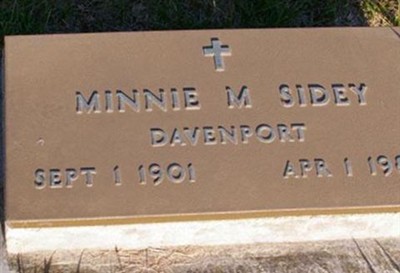 MINNIE M SIDEY
DAVENPORT
SEPT 1 1901 APR 1